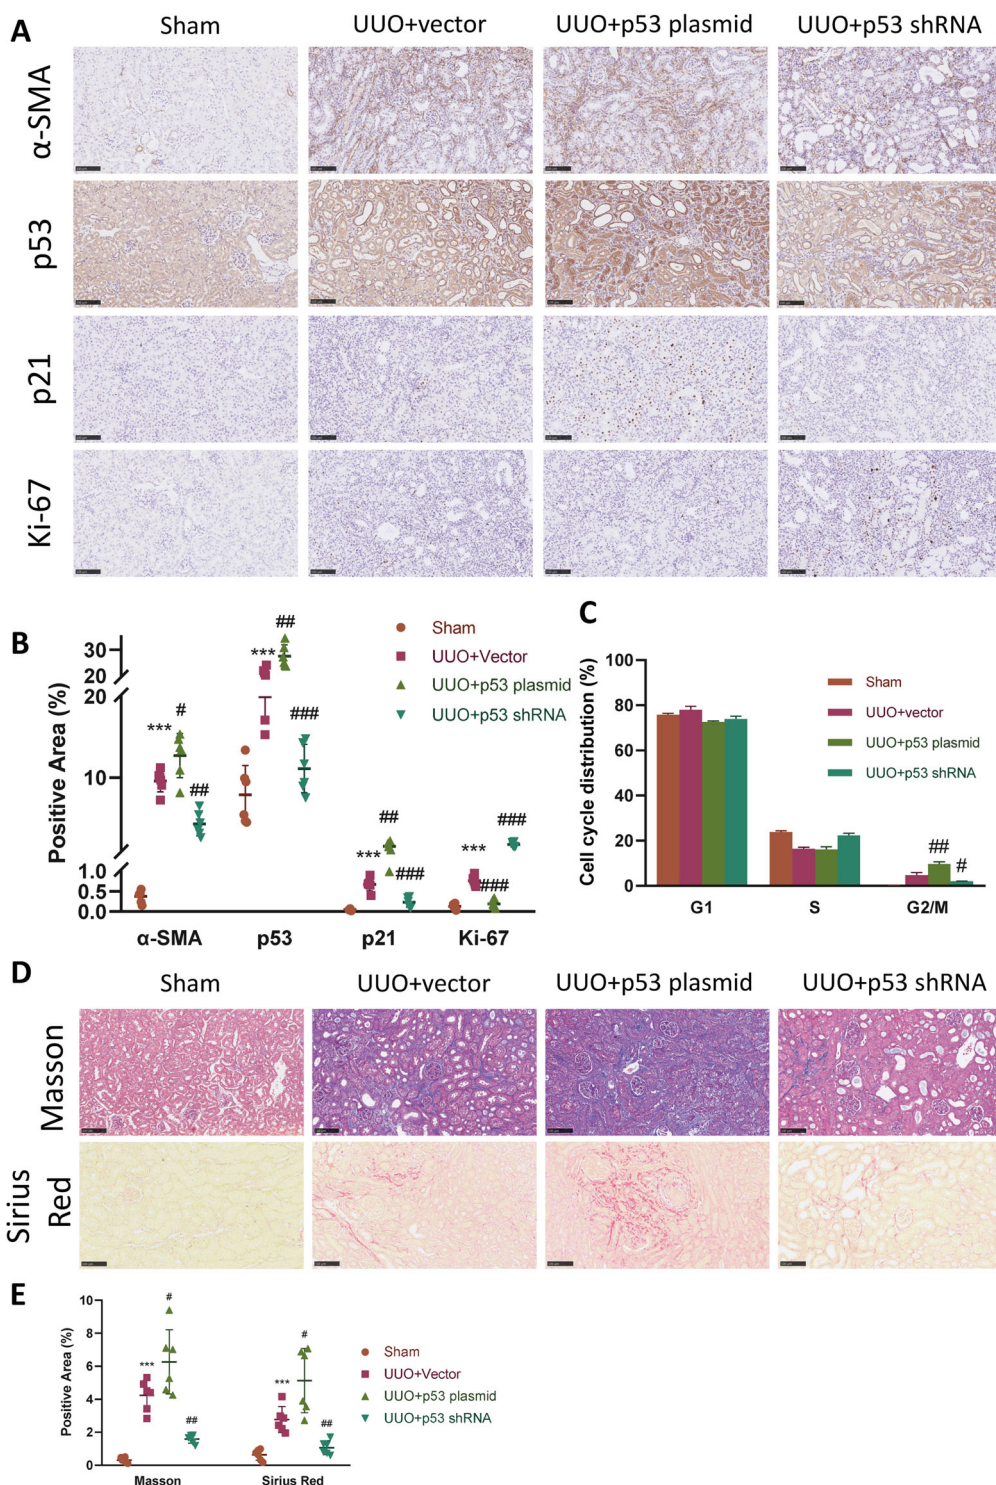 A
Sham UUO+vector UUO+p53 plasmid UUO+p53 shRNA
α-SMA
p53
p21
Ki-67
B
Positive Area (%)
30
20
20
10
1.0
0.5
0.0
*** # ##
*** ## ###
*** ## ###
*** ### ###
α-SMA p53 p21 Ki-67
Sham
UUO+Vector
UUO+p53 plasmid
UUO+p53 shRNA
C
Cell cycle distribution (%)
100
80
60
40
20
0
## #
G1 S G2/M
Sham
UUO+vector
UUO+p53 plasmid
UUO+p53 shRNA
D
Sham UUO+vector UUO+p53 plasmid UUO+p53 shRNA
Masson
Sirius
Red
E
Positive Area (%)
10
8
6
4
2
0
*** # ##
*** # ##
Masson Sirius Red
Sham
UUO+Vector
UUO+p53 plasmid
UUO+p53 shRNA